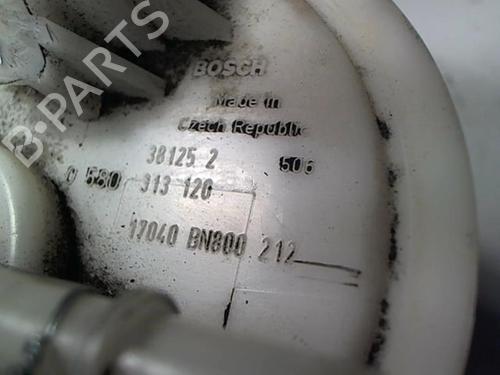 BOSCH
Made in
Czech Republic
38125 2 506
0 580 313 120
17040 BN800 212
B-PARTS